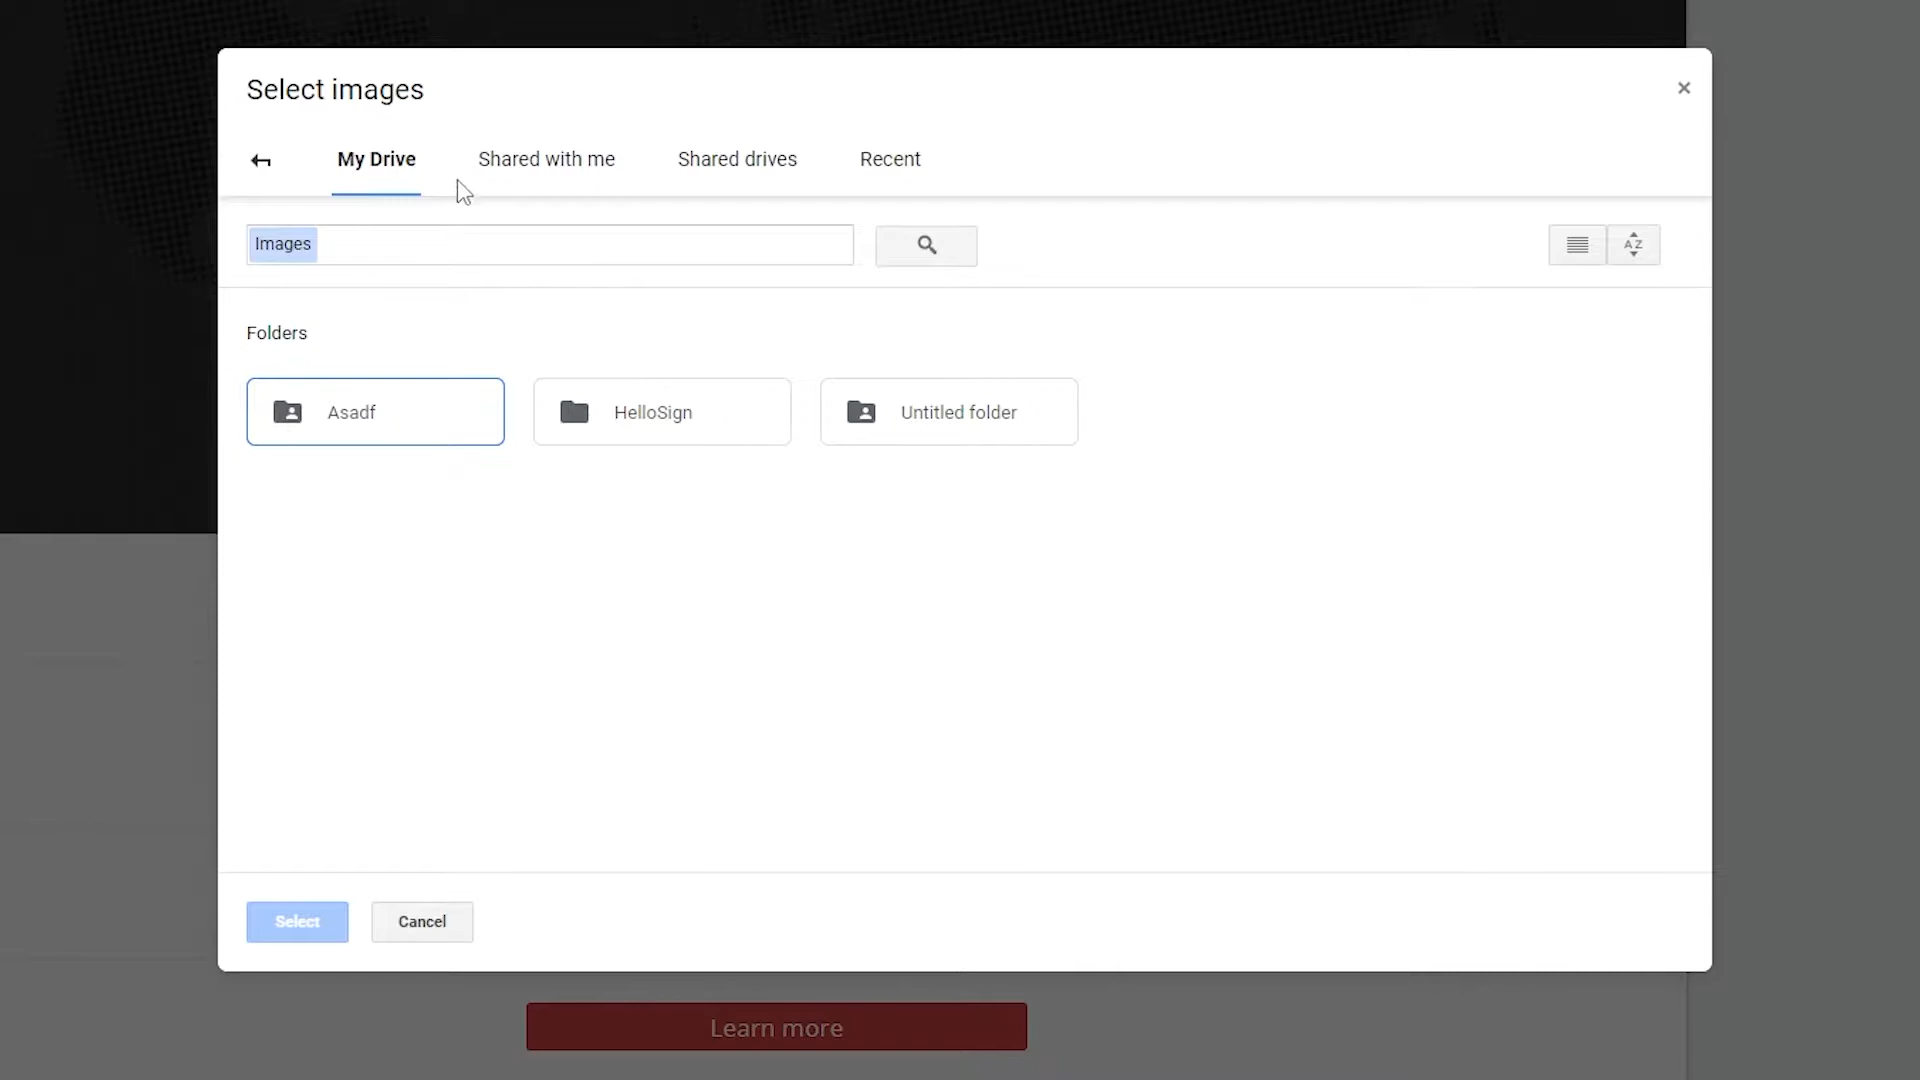 Select images
×
My Drive
Shared with me
Shared drives
Recent
Images
AZ
Folders
Asadf
HelloSign
Untitled folder
Select
Cancel
Learn more